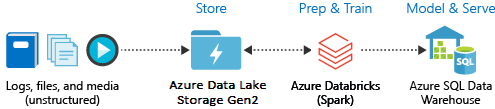 Store
Prep & Train
Model & Serve
SQL
Logs, files, and media
(unstructured)
Azure Data Lake
Storage Gen2
Azure Databricks
(Spark)
Azure SQL Data
Warehouse